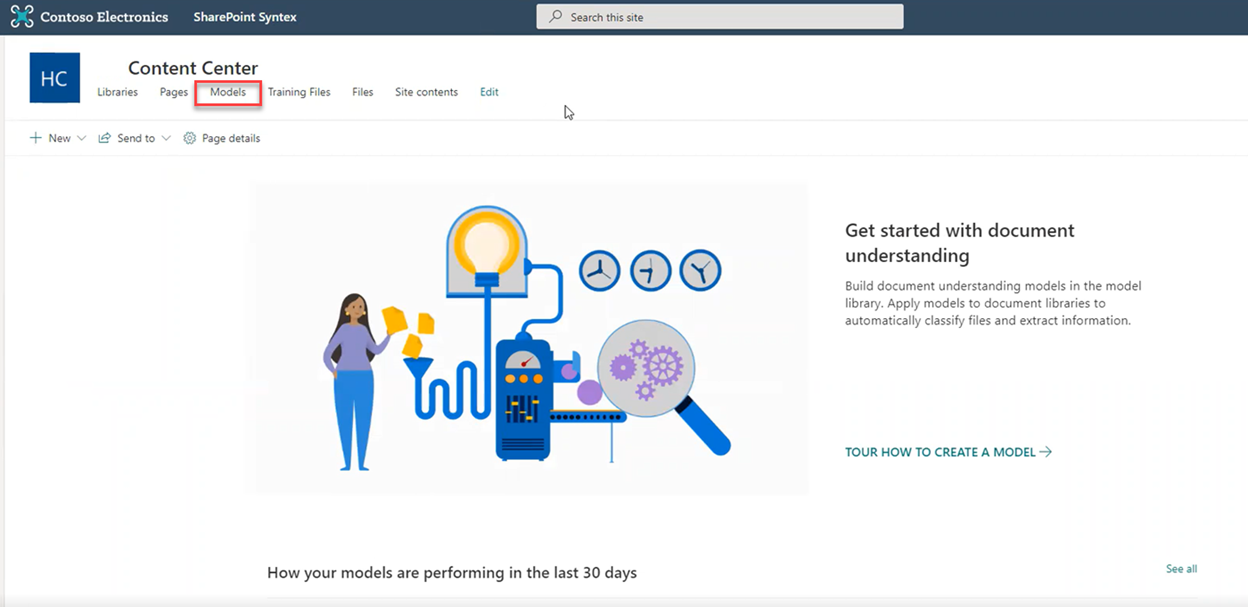 Contoso Electronics SharePoint Syntex Search this site
HC
Content Center
Libraries Pages Models Training Files Files Site contents Edit
New Send to Page details
Get started with document
understanding
Build document understanding models in the model
library. Apply models to document libraries to
automatically classify files and extract information.
TOUR HOW TO CREATE A MODEL
How your models are performing in the last 30 days See all